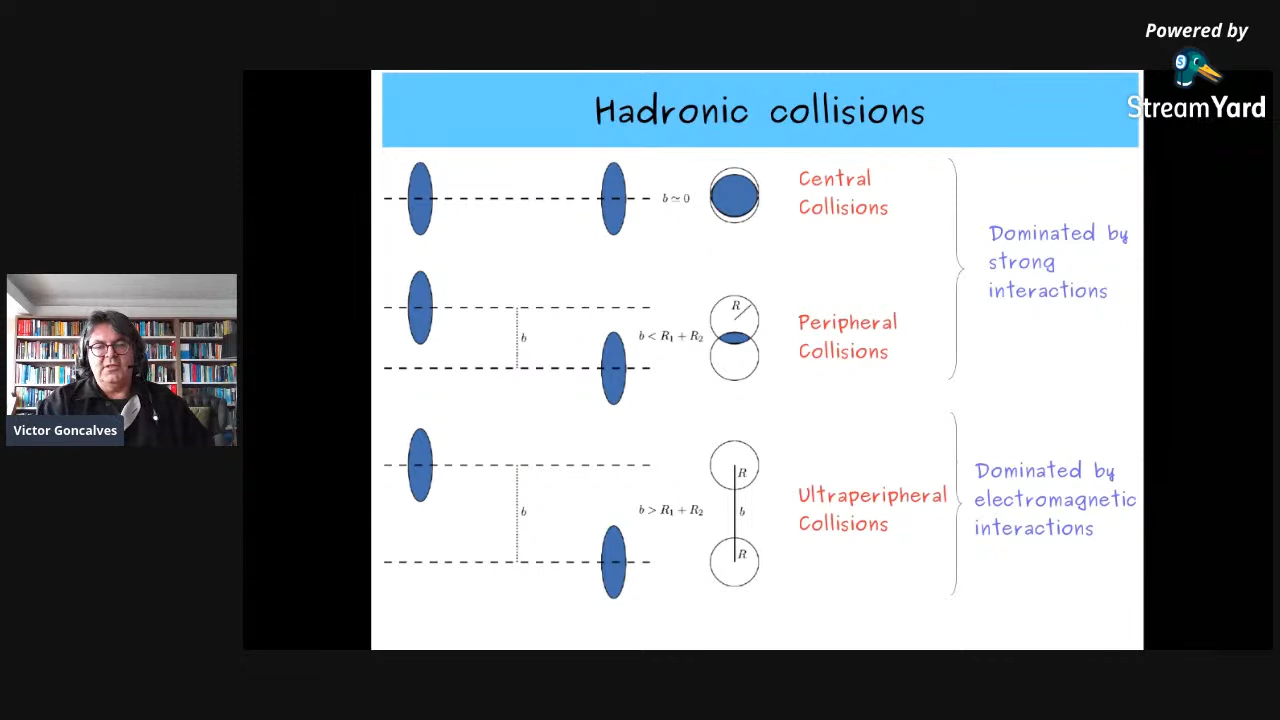 Powered by
StreamYard
Hadronic collisions
b ≃ 0
Central
Collisions
Dominated by
strong
interactions
R
b
b < R₁ + R₂
Peripheral
Collisions
R
b
b > R₁ + R₂
b
R
Ultraperipheral
Collisions
Dominated by
electromagnetic
interactions
Victor Goncalves